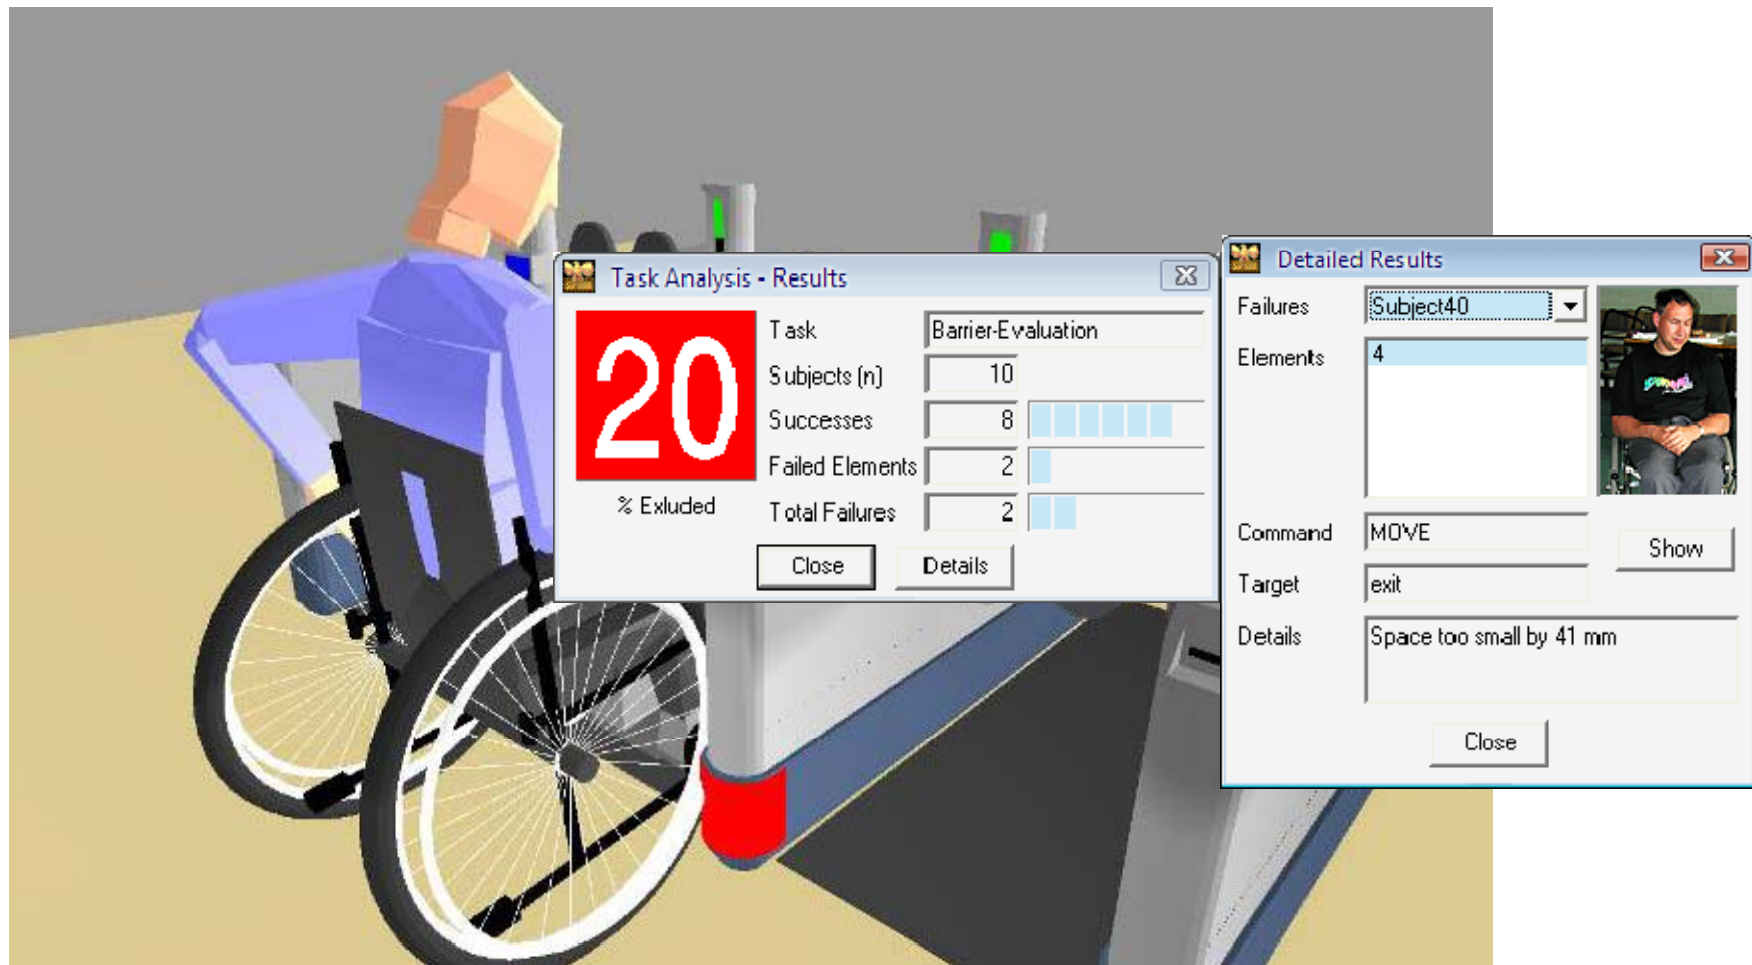 Task Analysis - Results
20
% Exluded
Task Barrier-Evaluation
Subjects (n) 10
Successes 8
Failed Elements 2
Total Failures 2
Close Details
Detailed Results
Failures Subject40
Elements 4
Command MOVE
Show
Target exit
Details Space too small by 41 mm
Close